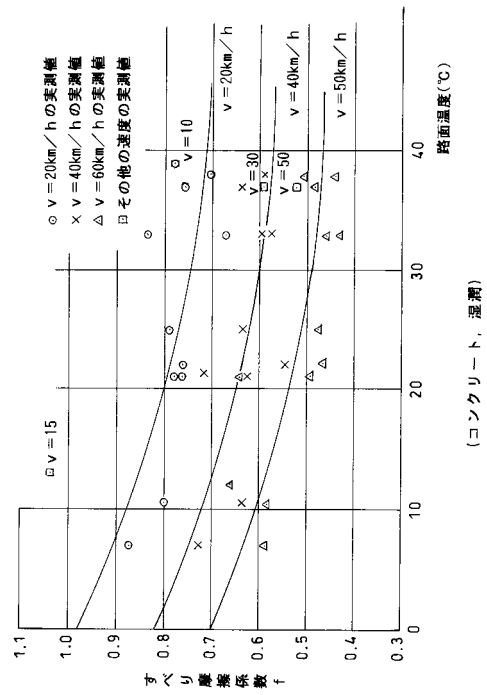 ⊙ v=20km/hの実測値
× v=40km/hの実測値
△ v=60km/hの実測値
⊡ その他の速度の実測値
v=15
v=10
v=20km/h
v=30
v=40km/h
v=50
v=50km/h
1.1
1.0
0.9
0.8
0.7
0.6
0.5
0.4
0.3
すべり摩擦係数 f
0
10
20
30
40
路面温度(℃)
(コンクリート, 湿潤)